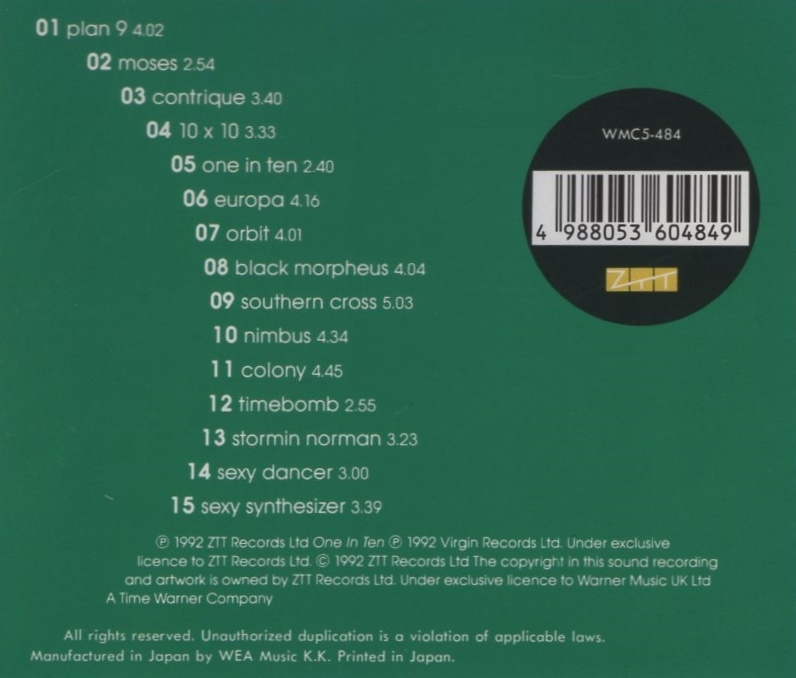 01 plan 9 4.02
02 moses 2.54
03 contrique 3.40
04 10 x 10 3.33
05 one in ten 2.40
06 europa 4.16
07 orbit 4.01
08 black morpheus 4.04
09 southern cross 5.03
10 nimbus 4.34
11 colony 4.45
12 timebomb 2.55
13 stormin norman 3.23
14 sexy dancer 3.00
15 sexy synthesizer 3.39
WMC5-484
4 988053 604849
ZTT
℗ 1992 ZTT Records Ltd One In Ten ℗ 1992 Virgin Records Ltd. Under exclusive
licence to ZTT Records Ltd. © 1992 ZTT Records Ltd The copyright in this sound recording
and artwork is owned by ZTT Records Ltd. Under exclusive licence to Warner Music UK Ltd
A Time Warner Company
All rights reserved. Unauthorized duplication is a violation of applicable laws.
Manufactured in Japan by WEA Music K.K. Printed in Japan.